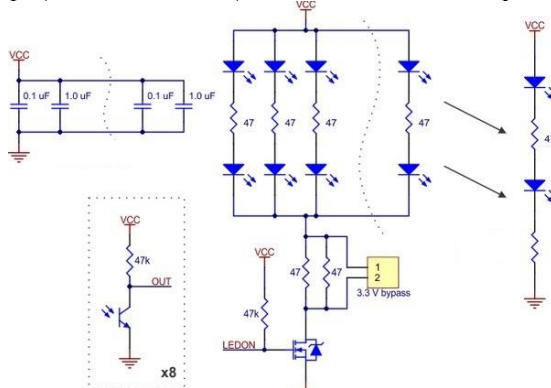 VCC
VCC
VCC
0.1 uF
1.0 uF
0.1 uF
1.0 uF
47
47
47
47
VCC
47k
OUT
x8
VCC
47k
LEDON
47
47
1
2
3.3 V bypass